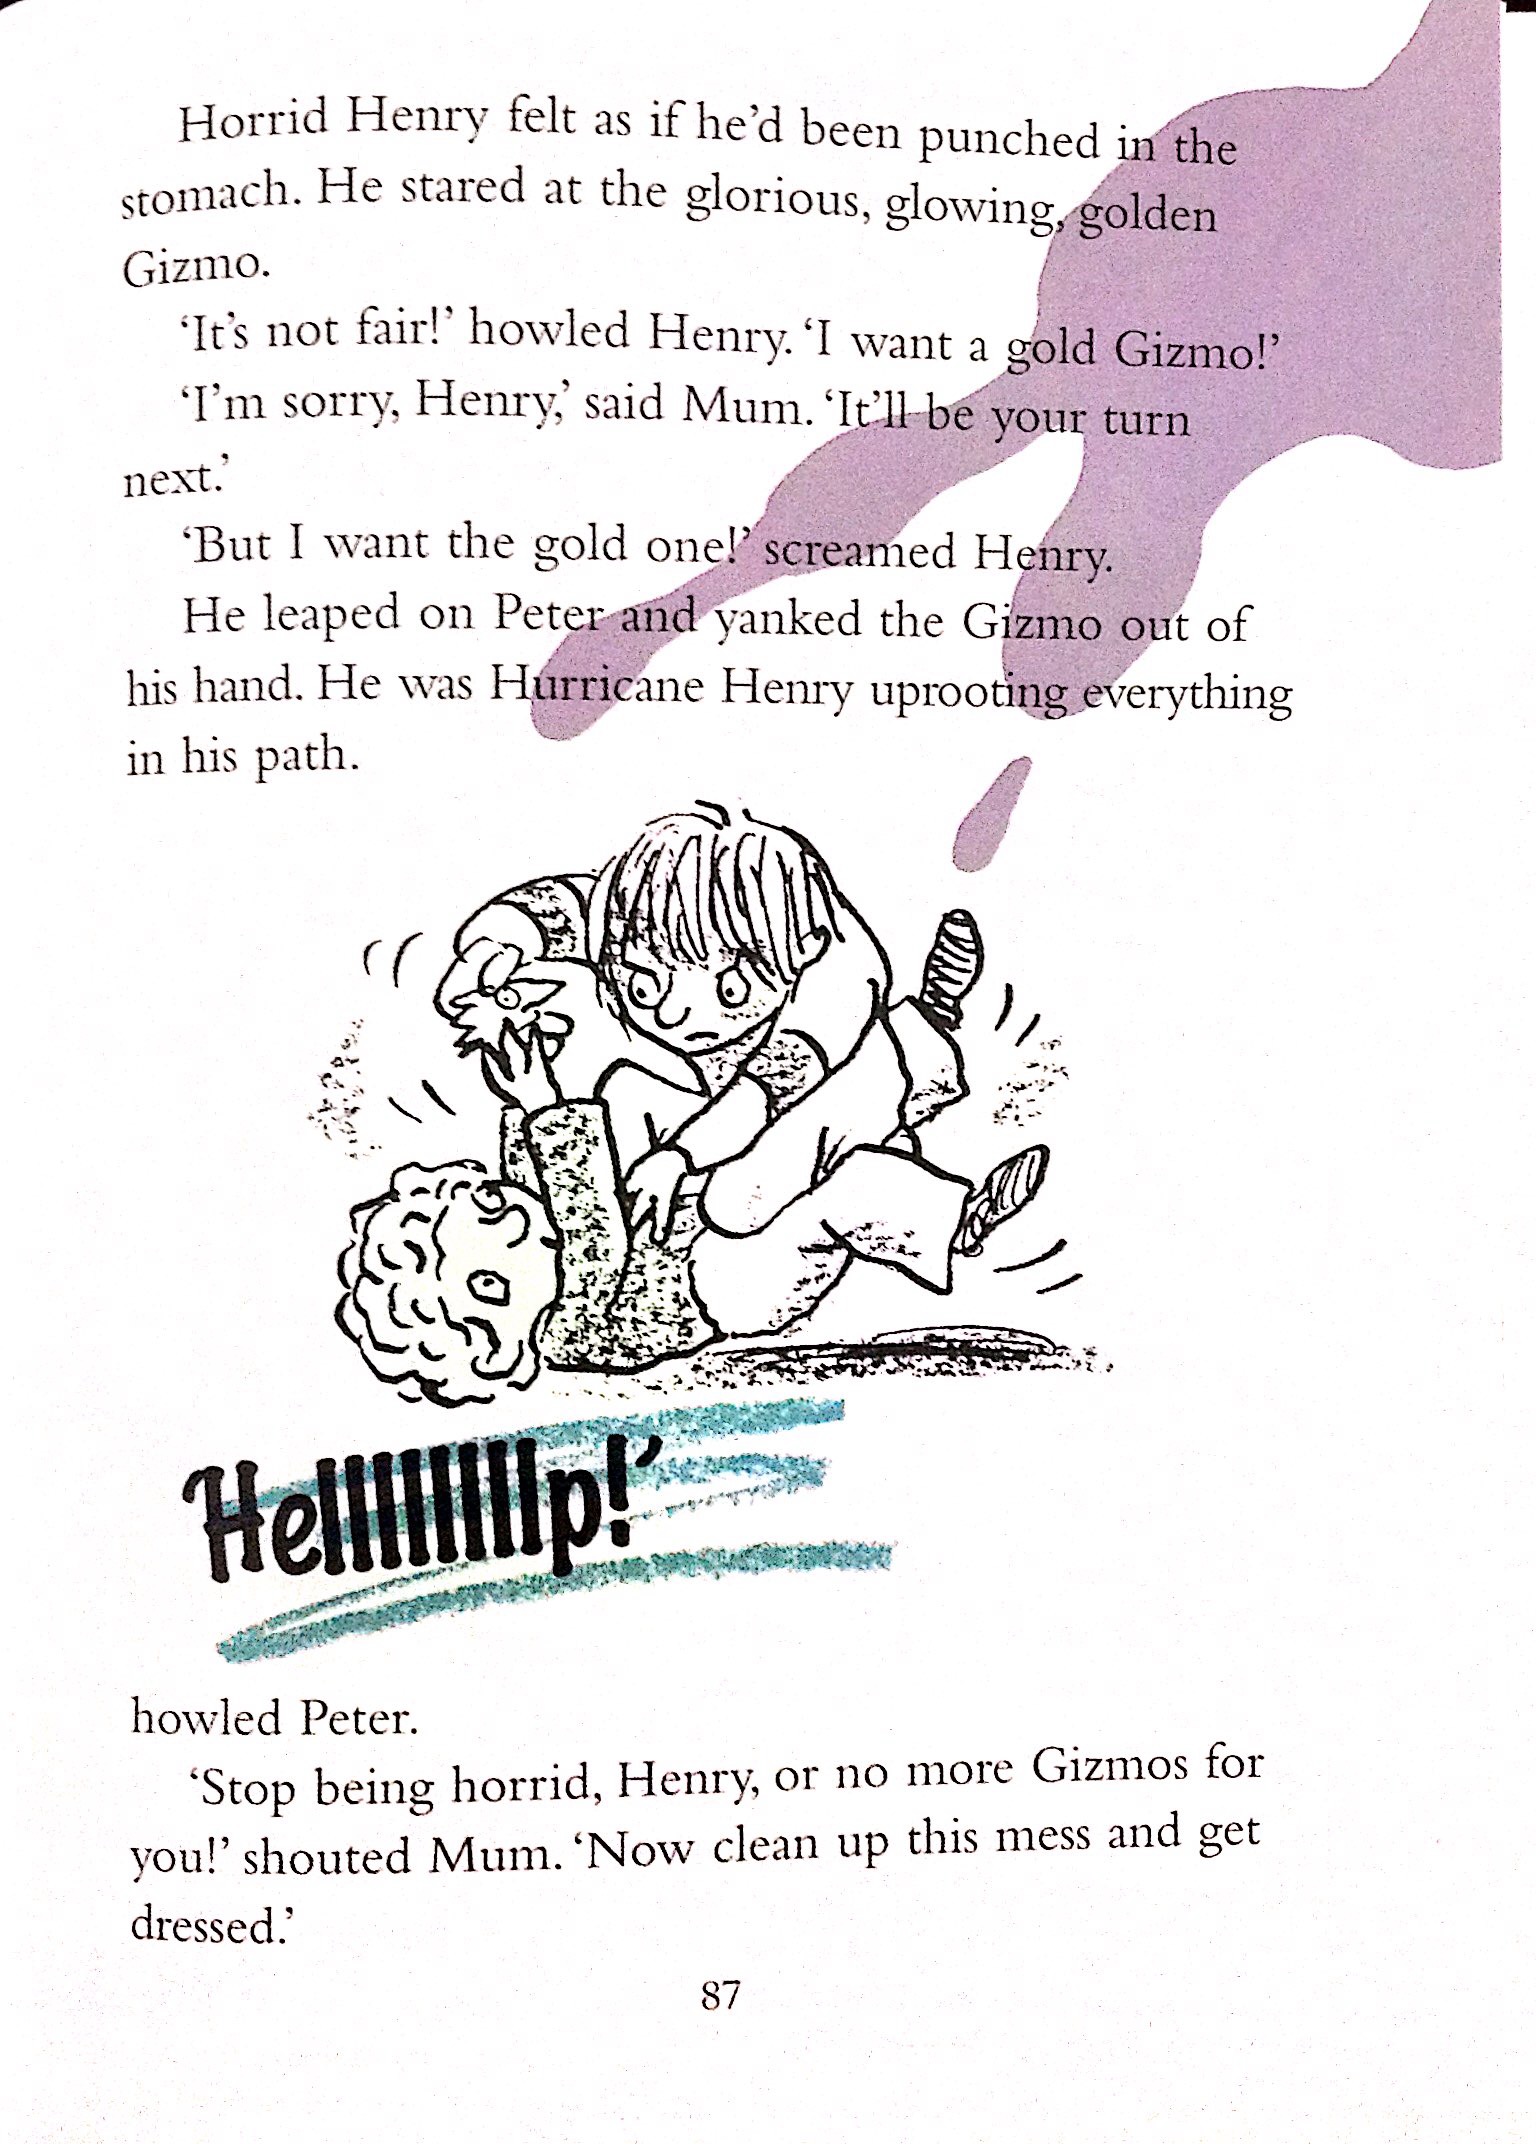 Horrid Henry felt as if he’d been punched in the
stomach. He stared at the glorious, glowing, golden
Gizmo.
‘It’s not fair!’ howled Henry. ‘I want a gold Gizmo!’
‘I’m sorry, Henry,’ said Mum. ‘It’ll be your turn
next.’
‘But I want the gold one!’ screamed Henry.
He leaped on Peter and yanked the Gizmo out of
his hand. He was Hurricane Henry uprooting everything
in his path.
‘Hellllllllp!’
howled Peter.
‘Stop being horrid, Henry, or no more Gizmos for
you!’ shouted Mum. ‘Now clean up this mess and get
dressed.’
87